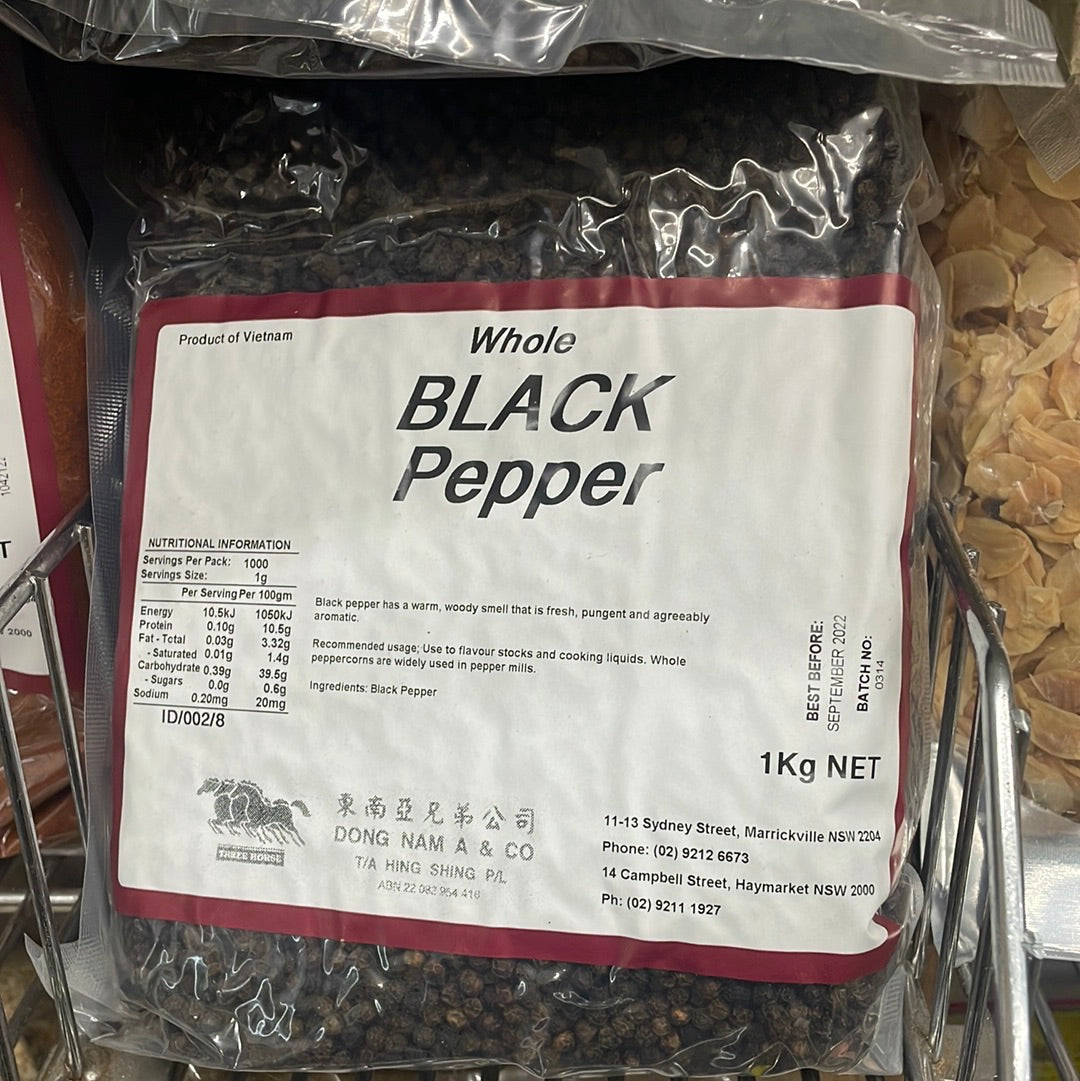 Product of Vietnam
Whole
BLACK
Pepper
NUTRITIONAL INFORMATION
Servings Per Pack: 1000
Servings Size: 1g
Per Serving Per 100gm
Energy 10.5kJ 1050kJ
Protein 0.10g 10.5g
Fat - Total 0.03g 3.32g
- Saturated 0.01g 1.4g
Carbohydrate 0.39g 39.5g
- Sugars 0.0g 0.6g
Sodium 0.20mg 20mg
ID/002/8
Black pepper has a warm, woody smell that is fresh, pungent and agreeably
aromatic.
Recommended usage; Use to flavour stocks and cooking liquids. Whole
peppercorns are widely used in pepper mills.
Ingredients: Black Pepper
BEST BEFORE:
SEPTEMBER 2022
BATCH NO:
0314
1Kg NET
THREE HORSE
東南亞兄弟公司
DONG NAM A & CO
T/A HING SHING P/L
ABN 22 082 954 418
11-13 Sydney Street, Marrickville NSW 2204
Phone: (02) 9212 6673
14 Campbell Street, Haymarket NSW 2000
Ph: (02) 9211 1927
2000